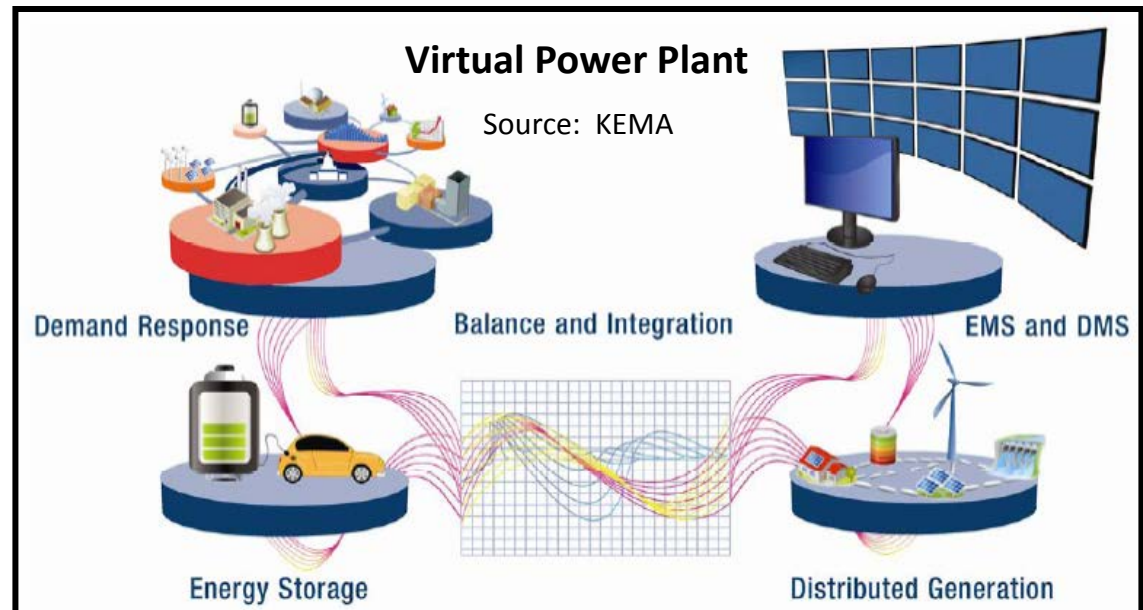 Virtual Power Plant
Source: KEMA
Demand Response
Balance and Integration
EMS and DMS
Energy Storage
Distributed Generation